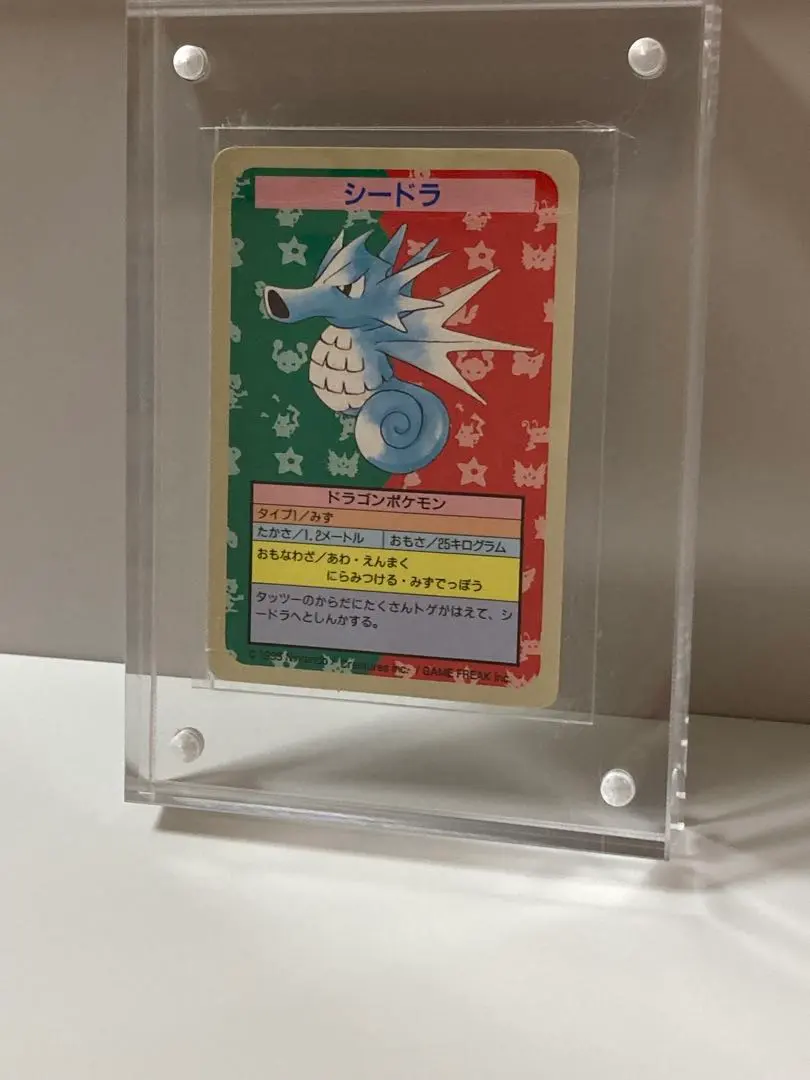 シードラ
ドラゴンポケモン
タイプ1/みず
たかさ/1.2メートル おもさ/25キログラム
おもなわざ/あわ・えんまく
にらみつける・みずでっぽう
タッツーのからだにたくさんトゲがはえて、シ
ードラへとしんかする。
© 1995 Nintendo / Creatures inc. / GAME FREAK inc.